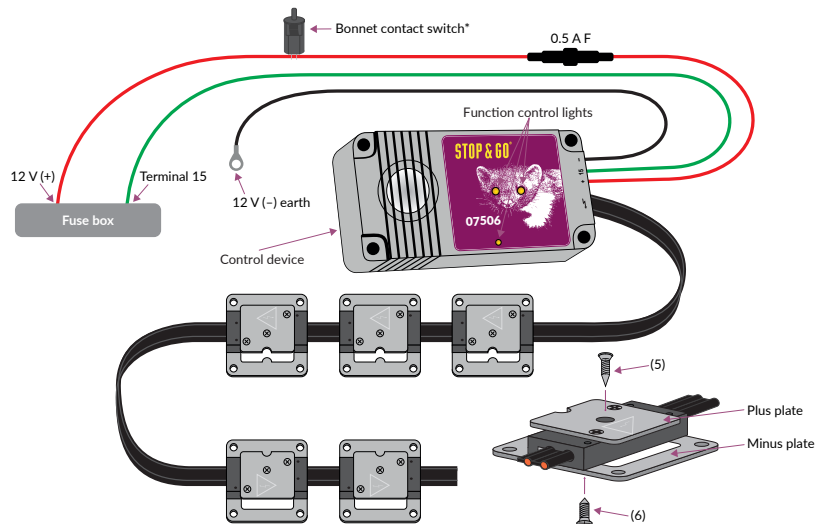 Bonnet contact switch*
0.5 A F
Function control lights
STOP & GO®
12 V (+)
Terminal 15
12 V (–) earth
Fuse box
07506
–
15
+
Control device
(5)
Plus plate
Minus plate
(6)